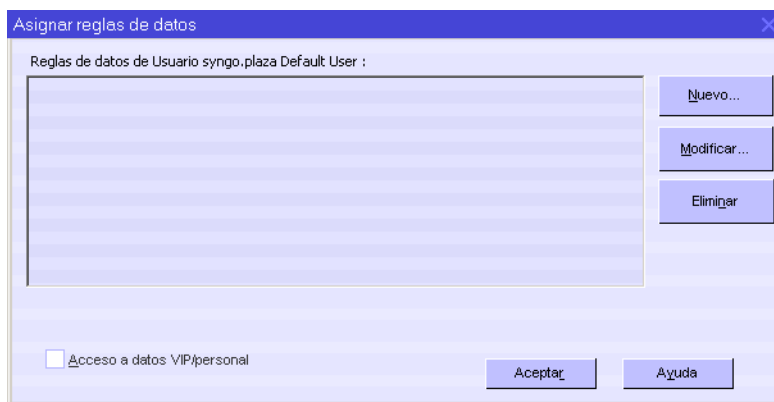 Asignar reglas de datos
Reglas de datos de Usuario syngo.plaza Default User :
Nuevo...
Modificar...
Eliminar
Acceso a datos VIP/personal
Aceptar
Ayuda